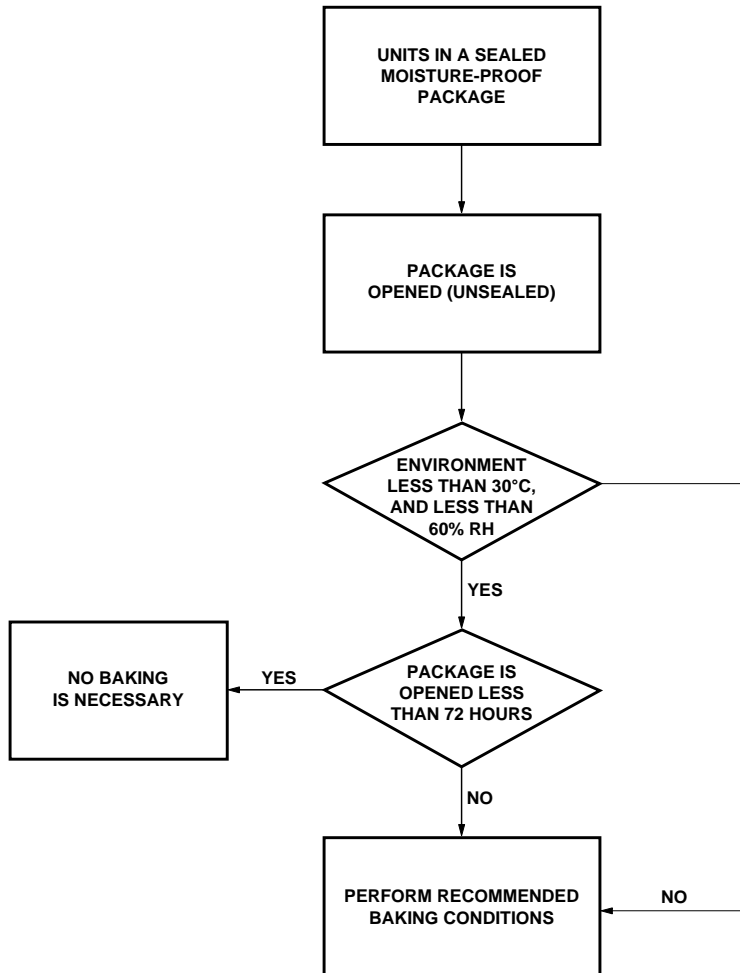 UNITS IN A SEALED
MOISTURE-PROOF
PACKAGE
PACKAGE IS
OPENED (UNSEALED)
ENVIRONMENT
LESS THAN 30°C,
AND LESS THAN
60% RH
YES
PACKAGE IS
OPENED LESS
THAN 72 HOURS
YES
NO BAKING
IS NECESSARY
NO
PERFORM RECOMMENDED
BAKING CONDITIONS
NO